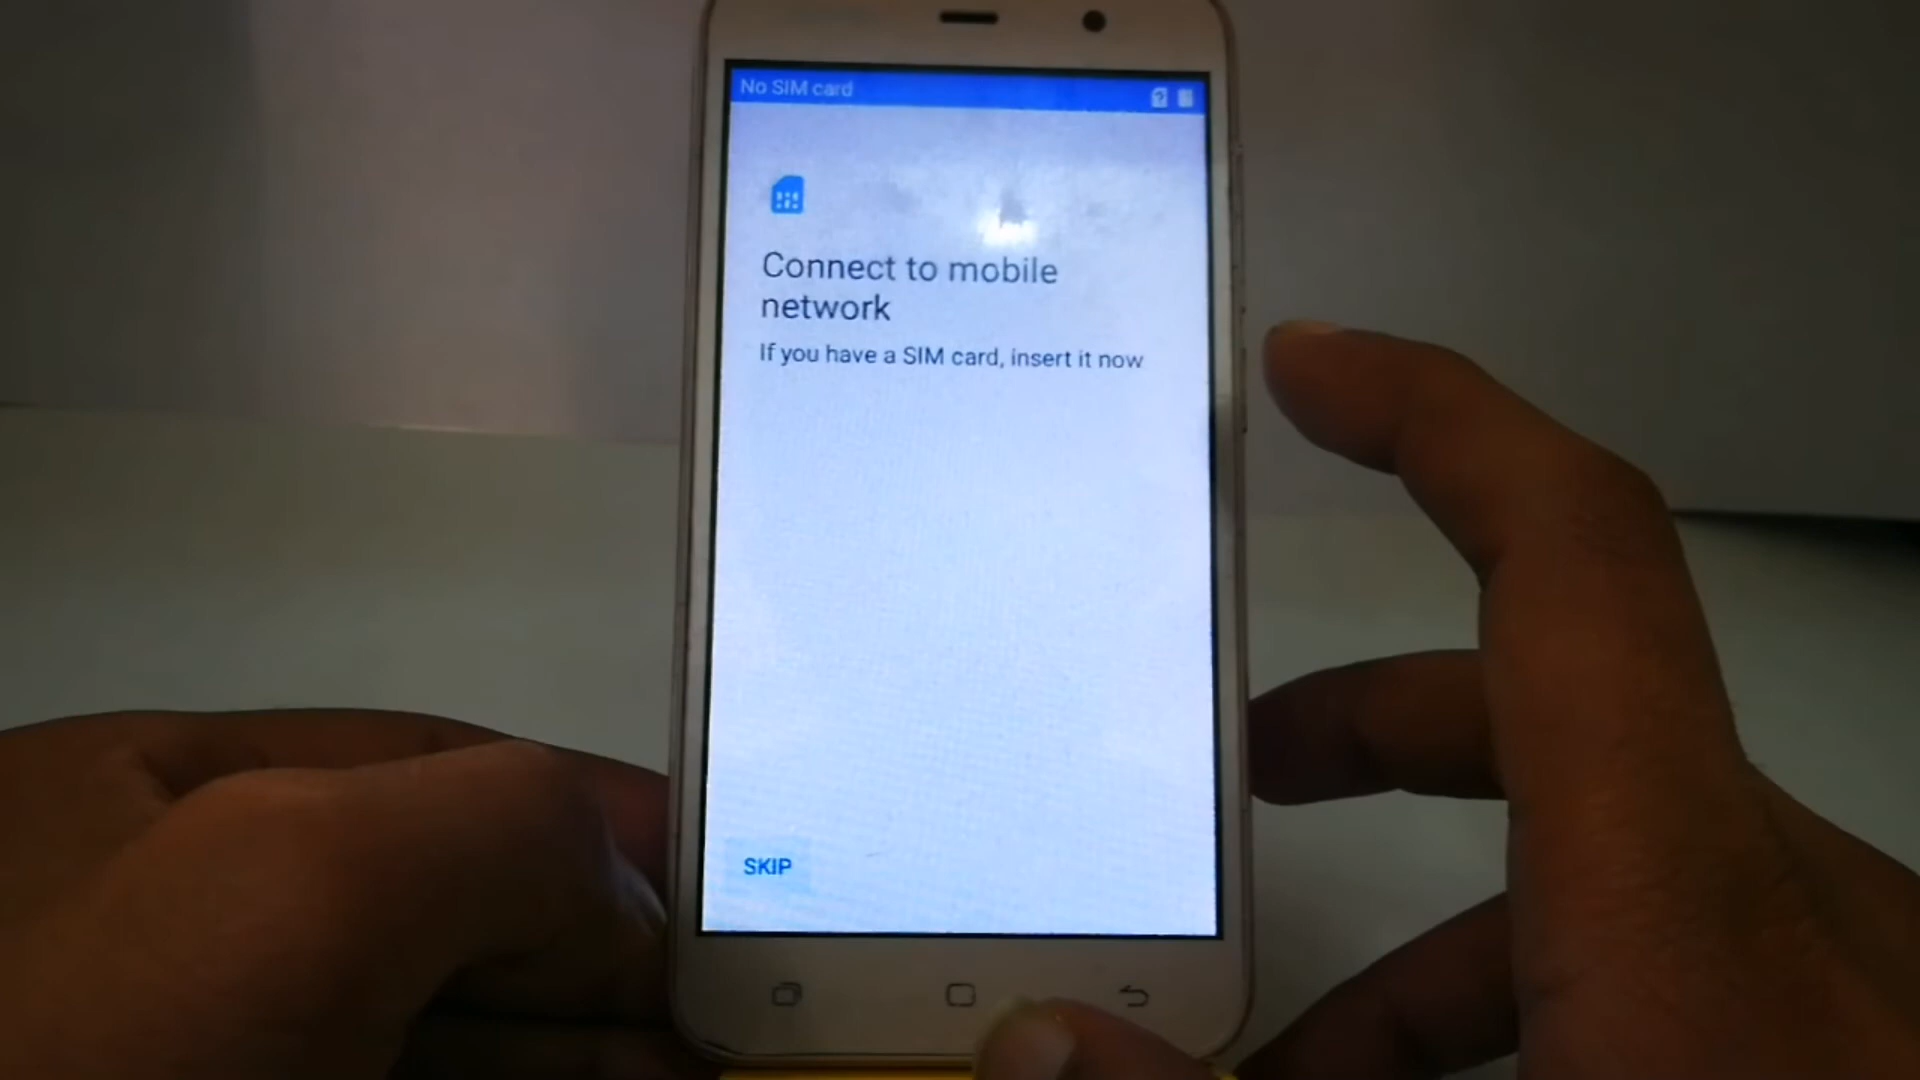 No SIM card
Connect to mobile
network
If you have a SIM card, insert it now
SKIP